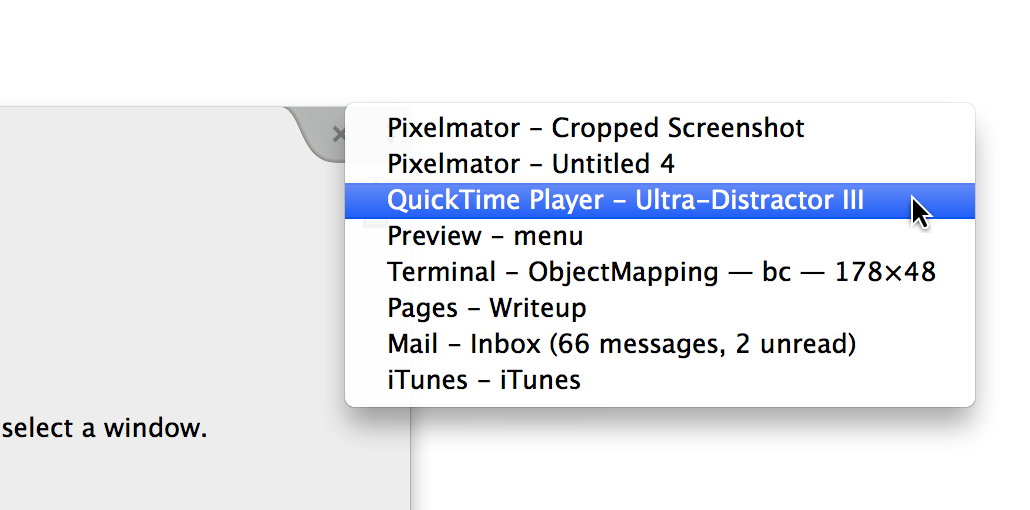 Pixelmator – Cropped Screenshot
Pixelmator – Untitled 4
QuickTime Player – Ultra-Distractor III
Preview – menu
Terminal – ObjectMapping — bc — 178×48
Pages – Writeup
Mail – Inbox (66 messages, 2 unread)
iTunes – iTunes
select a window.